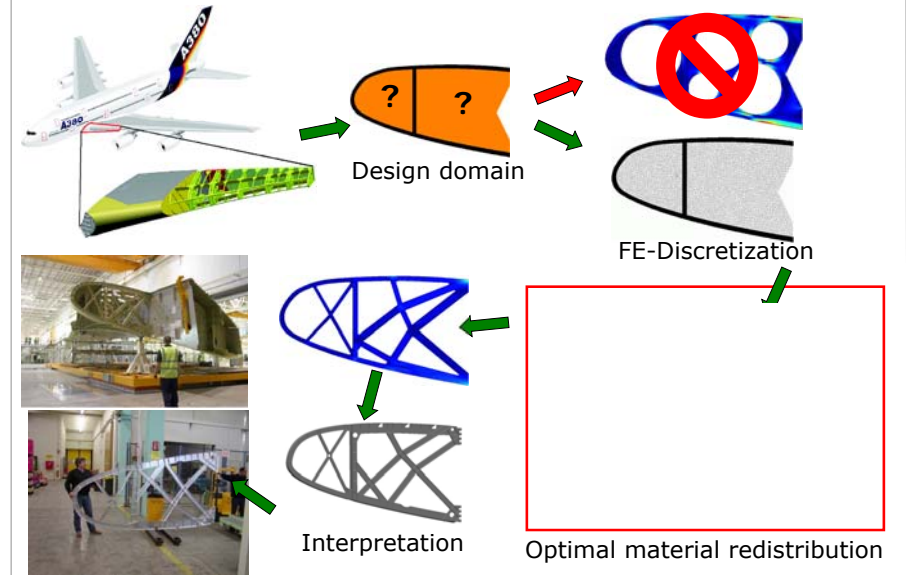 A380
A380
?
?
Design domain
FE-Discretization
Interpretation
Optimal material redistribution